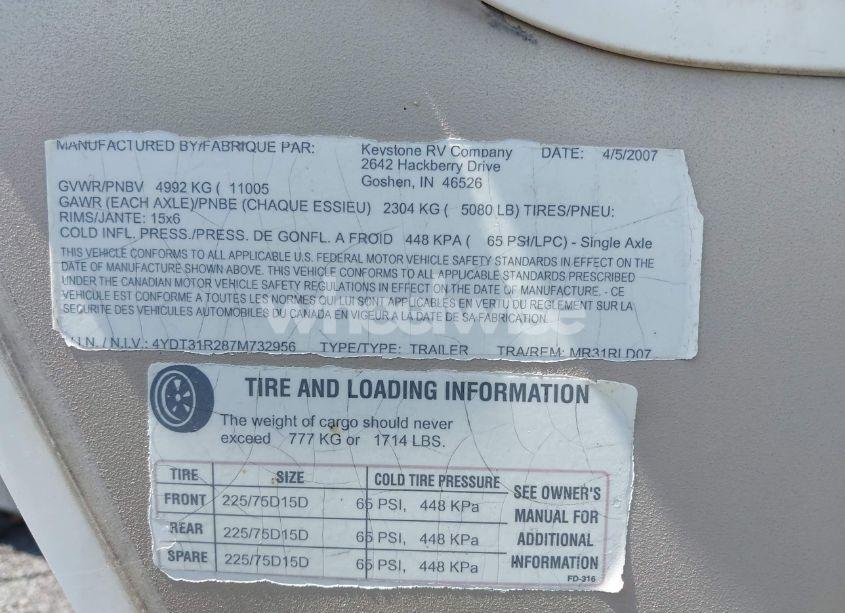 MANUFACTURED BY/FABRIQUE PAR: Keystone RV Company DATE: 4/5/2007
2642 Hackberry Drive
Goshen, IN 46526
GVWR/PNBV 4992 KG ( 11005
GAWR (EACH AXLE)/PNBE (CHAQUE ESSIEU) 2304 KG ( 5080 LB) TIRES/PNEU:
RIMS/JANTE: 15x6
COLD INFL. PRESS./PRESS. DE GONFL. A FROID 448 KPA ( 65 PSI/LPC) - Single Axle
THIS VEHICLE CONFORMS TO ALL APPLICABLE U.S. FEDERAL MOTOR VEHICLE SAFETY STANDARDS IN EFFECT ON THE
DATE OF MANUFACTURE SHOWN ABOVE. THIS VEHICLE CONFORMS TO ALL APPLICABLE STANDARDS PRESCRIBED
UNDER THE CANADIAN MOTOR VEHICLE SAFETY REGULATIONS IN EFFECT ON THE DATE OF MANUFACTURE. - CE
VEHICULE EST CONFORME A TOUTES LES NORMES QUI LUI SONT APPLICABLES EN VERTU DU REGLEMENT SUR LA
SECURITE DES VEHICULES AUTOMOBILES DU CANADA EN VIGEUR A LA DATE DE SA FABRICATION.
wheelwise
.I.N. / N.I.V.: 4YDT31R287M732956 TYPE/TYPE: TRAILER TRA/REM: MR31RLD07
TIRE AND LOADING INFORMATION
The weight of cargo should never
exceed 777 KG or 1714 LBS.
TIRE SIZE COLD TIRE PRESSURE
FRONT 225/75D15D 65 PSI, 448 KPa
REAR 225/75D15D 65 PSI, 448 KPa
SPARE 225/75D15D 65 PSI, 448 KPa
SEE OWNER'S
MANUAL FOR
ADDITIONAL
INFORMATION
FD-316